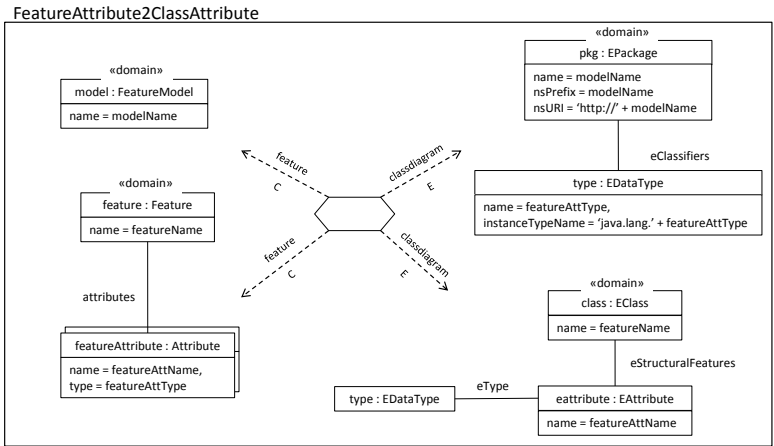 FeatureAttribute2ClassAttribute
«domain»
model : FeatureModel
name = modelName
«domain»
pkg : EPackage
name = modelName
nsPrefix = modelName
nsURI = ‘http://’ + modelName
eClassifiers
type : EDataType
name = featureAttType,
instanceTypeName = ‘java.lang.’ + featureAttType
feature
C
classdiagram
E
feature
C
classdiagram
E
«domain»
feature : Feature
name = featureName
attributes
featureAttribute : Attribute
name = featureAttName,
type = featureAttType
«domain»
class : EClass
name = featureName
eStructuralFeatures
type : EDataType
eType
eattribute : EAttribute
name = featureAttName